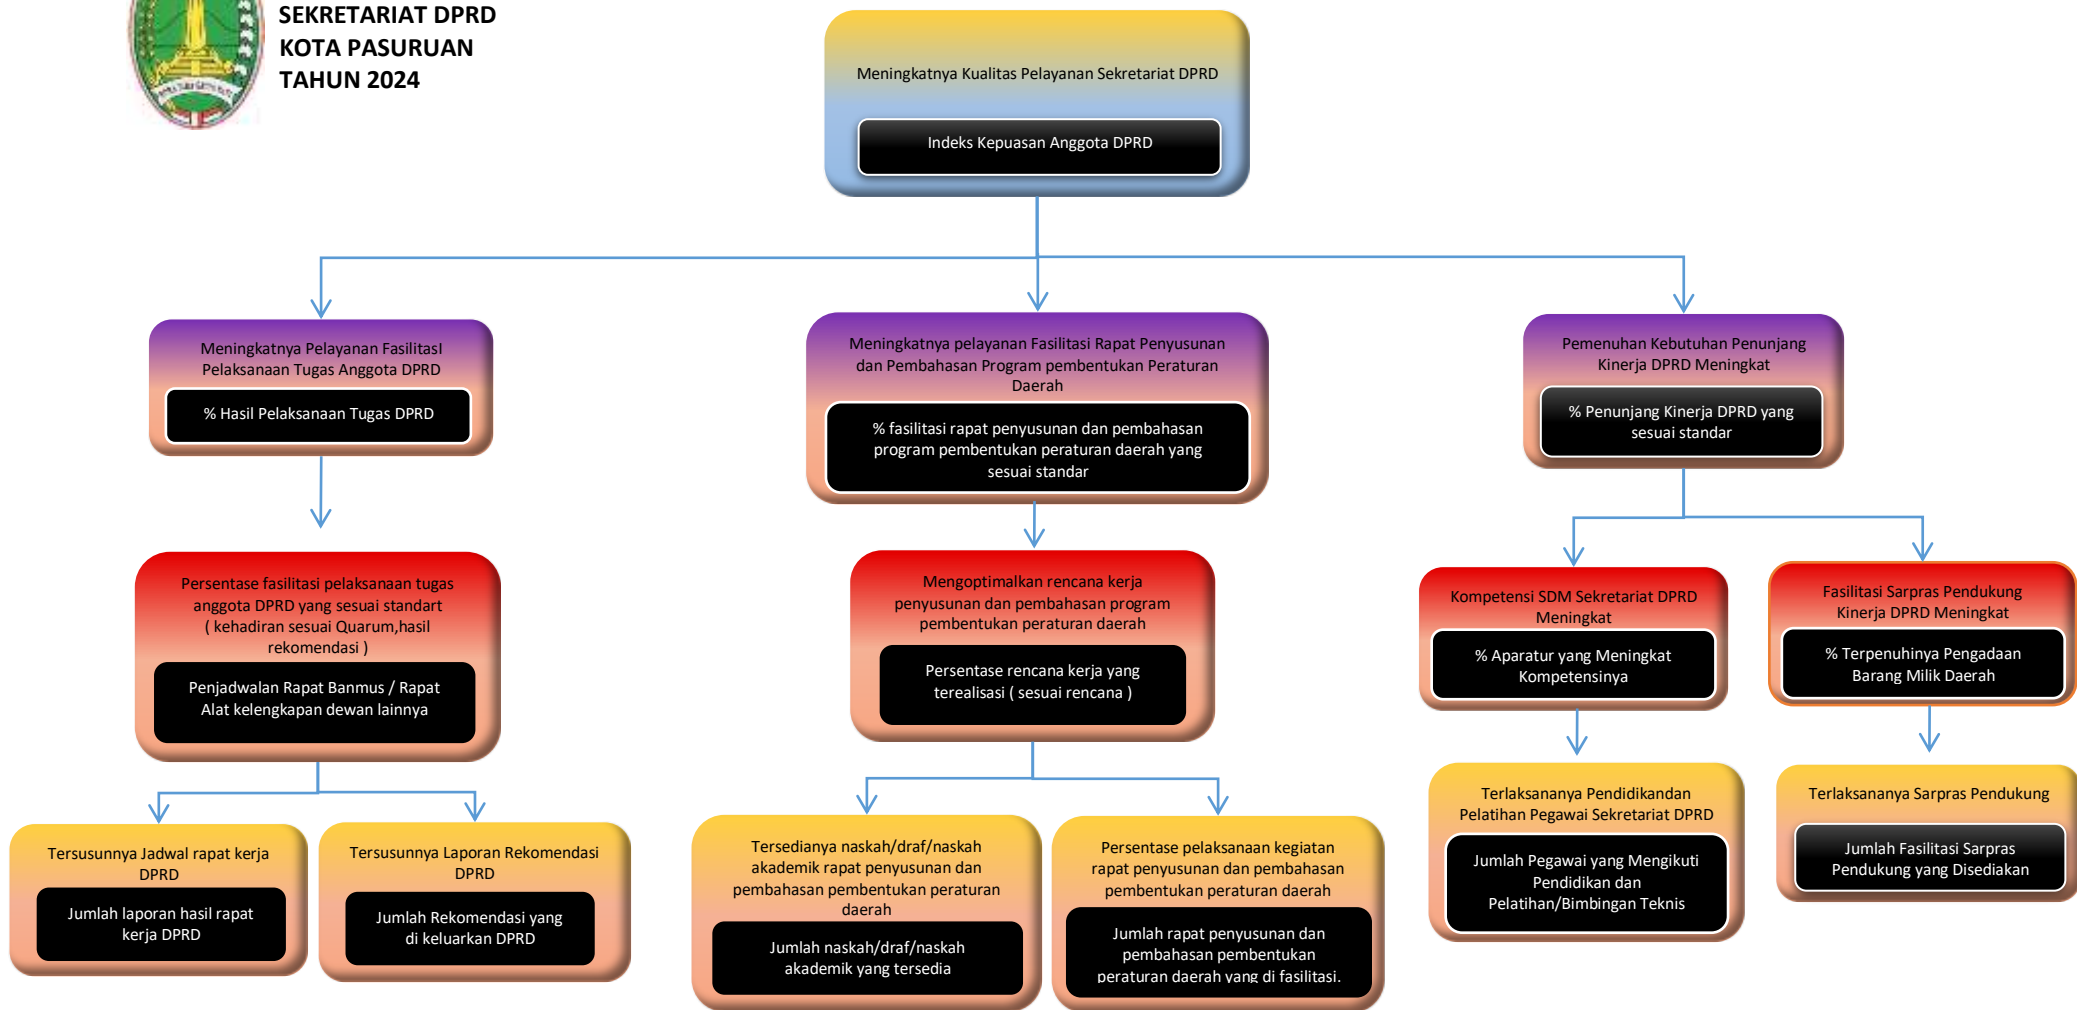 SEKRETARIAT DPRD
KOTA PASURUAN
TAHUN 2024
Meningkatnya Kualitas Pelayanan Sekretariat DPRD
Indeks Kepuasan Anggota DPRD
Meningkatnya Pelayanan FasilitasI
Pelaksanaan Tugas Anggota DPRD
% Hasil Pelaksanaan Tugas DPRD
Meningkatnya pelayanan Fasilitasi Rapat Penyusunan
dan Pembahasan Program pembentukan Peraturan
Daerah
% fasilitasi rapat penyusunan dan pembahasan
program pembentukan peraturan daerah yang
sesuai standar
Pemenuhan Kebutuhan Penunjang
Kinerja DPRD Meningkat
% Penunjang Kinerja DPRD yang
sesuai standar
Persentase fasilitasi pelaksanaan tugas
anggota DPRD yang sesuai standart
( kehadiran sesuai Quarum,hasil
rekomendasi )
Penjadwalan Rapat Banmus / Rapat
Alat kelengkapan dewan lainnya
Mengoptimalkan rencana kerja
penyusunan dan pembahasan program
pembentukan peraturan daerah
Persentase rencana kerja yang
terealisasi ( sesuai rencana )
Kompetensi SDM Sekretariat DPRD
Meningkat
% Aparatur yang Meningkat
Kompetensinya
Fasilitasi Sarpras Pendukung
Kinerja DPRD Meningkat
% Terpenuhinya Pengadaan
Barang Milik Daerah
Tersusunnya Jadwal rapat kerja
DPRD
Jumlah laporan hasil rapat
kerja DPRD
Tersusunnya Laporan Rekomendasi
DPRD
Jumlah Rekomendasi yang
di keluarkan DPRD
Tersedianya naskah/draf/naskah
akademik rapat penyusunan dan
pembahasan pembentukan peraturan
daerah
Jumlah naskah/draf/naskah
akademik yang tersedia
Persentase pelaksanaan kegiatan
rapat penyusunan dan pembahasan
pembentukan peraturan daerah
Jumlah rapat penyusunan dan
pembahasan pembentukan
peraturan daerah yang di fasilitasi.
Terlaksananya Pendidikandan
Pelatihan Pegawai Sekretariat DPRD
Jumlah Pegawai yang Mengikuti
Pendidikan dan
Pelatihan/Bimbingan Teknis
Terlaksananya Sarpras Pendukung
Jumlah Fasilitasi Sarpras
Pendukung yang Disediakan